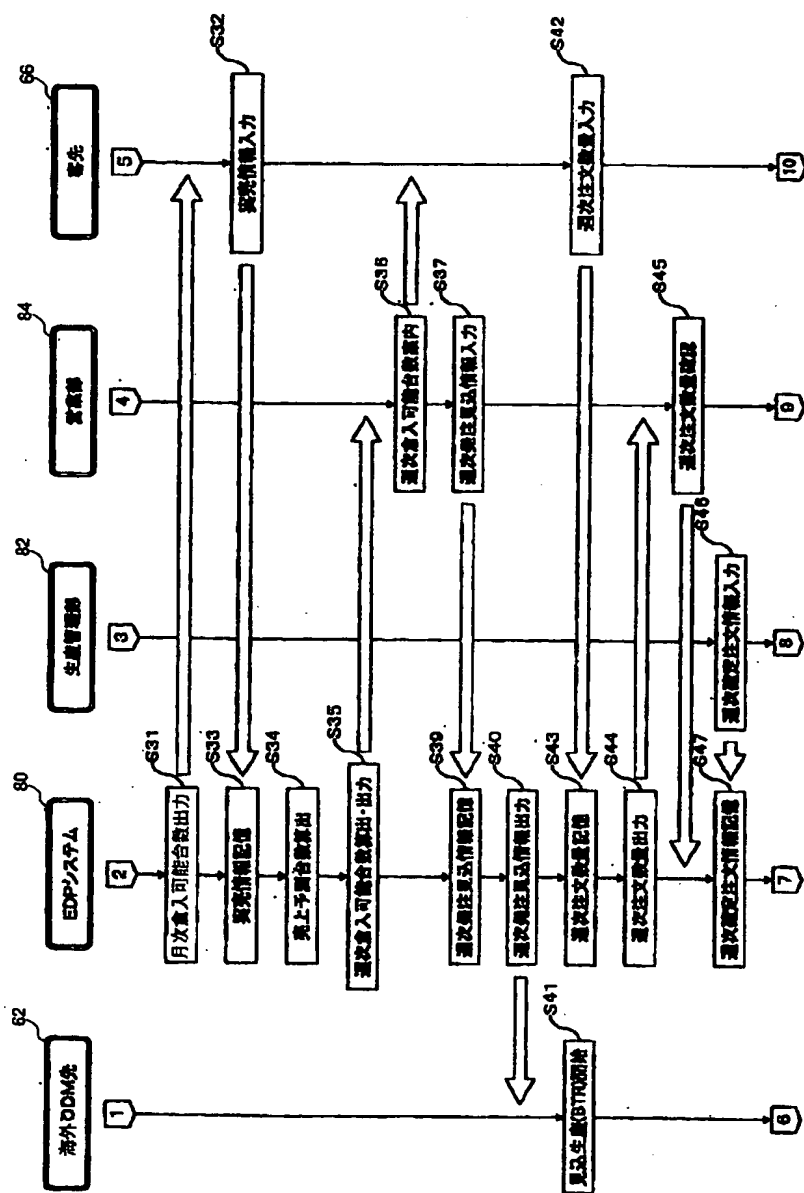 62
海外ODM先
80
EDPシステム
82
生産管理部
84
営業部
66
客先
1
2
3
4
5
月次倉入可能台数出力
S31
実売情報入力
S32
実売情報記憶
S33
売上予測台数算出
S34
週次倉入可能台数算出・出力
S35
週次倉入可能台数案内
S36
週次発注見込情報入力
S37
週次発注見込情報記憶
S39
週次発注見込情報出力
S40
見込生産(BTR)開始
S41
週次注文数量入力
S42
週次注文数量記憶
S43
週次注文数量出力
S44
週次注文数量確認
S45
週次確定注文情報入力
S46
週次確定注文情報記憶
S47
6
7
8
9
10